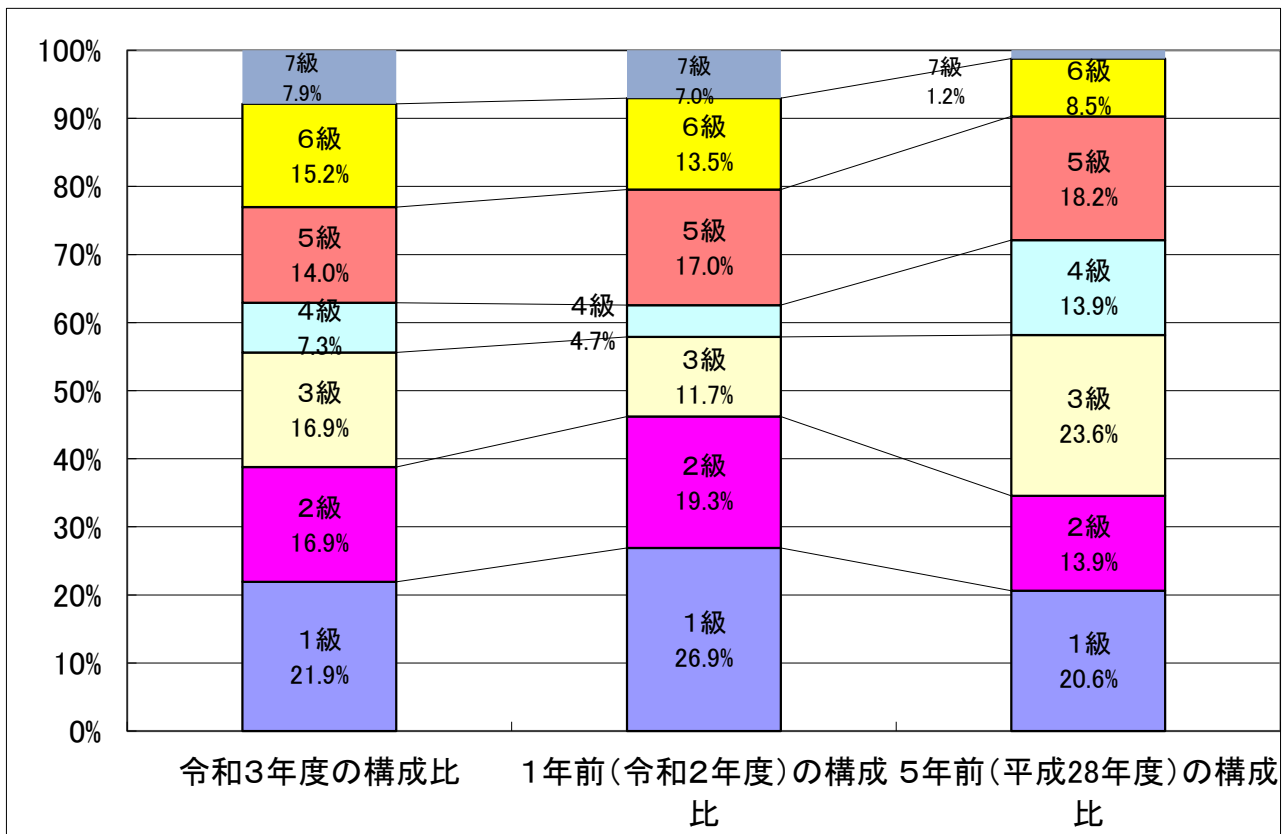 100%
90%
80%
70%
60%
50%
40%
30%
20%
10%
0%
7級
7.9%
6級
15.2%
5級
14.0%
4級
7.3%
3級
16.9%
2級
16.9%
1級
21.9%
7級
7.0%
6級
13.5%
5級
17.0%
4級
4.7%
3級
11.7%
2級
19.3%
1級
26.9%
7級
1.2%
6級
8.5%
5級
18.2%
4級
13.9%
3級
23.6%
2級
13.9%
1級
20.6%
令和3年度の構成比
1年前(令和2年度)の構成
比
5年前(平成28年度)の構成
比